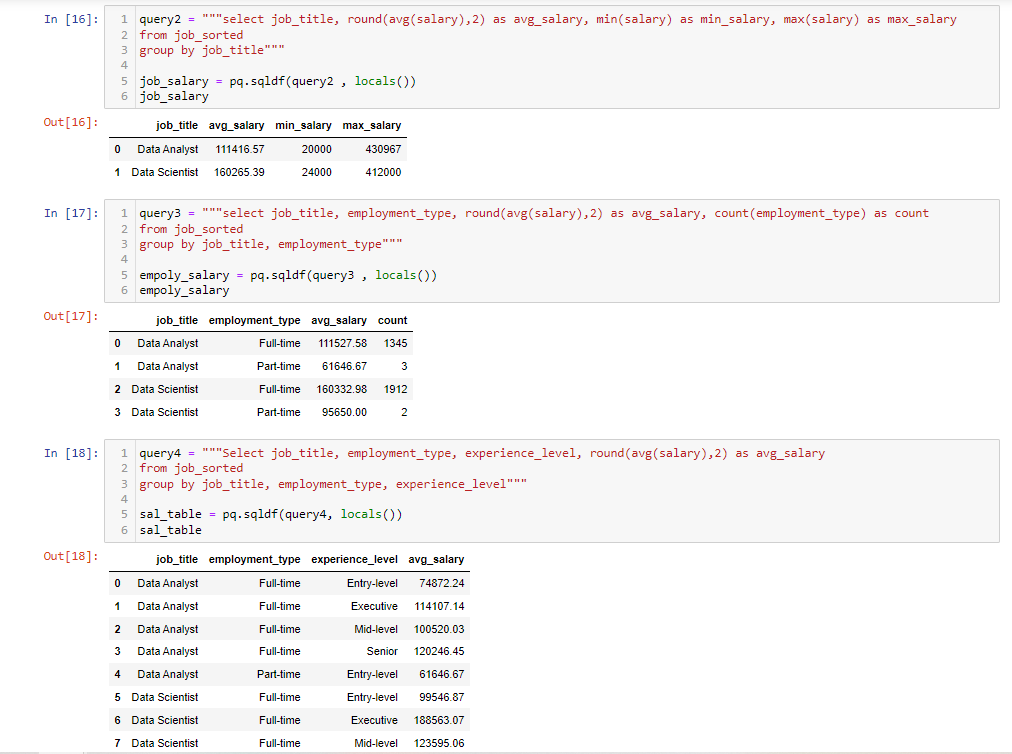 In [16]:
1 query2 = """select job_title, round(avg(salary),2) as avg_salary, min(salary) as min_salary, max(salary) as max_salary
2 from job_sorted
3 group by job_title"""
4
5 job_salary = pq.sqldf(query2 , locals())
6 job_salary
Out[16]:
job_title avg_salary min_salary max_salary
0 Data Analyst 111416.57 20000 430967
1 Data Scientist 160265.39 24000 412000
In [17]:
1 query3 = """select job_title, employment_type, round(avg(salary),2) as avg_salary, count(employment_type) as count
2 from job_sorted
3 group by job_title, employment_type"""
4
5 empoly_salary = pq.sqldf(query3 , locals())
6 empoly_salary
Out[17]:
job_title employment_type avg_salary count
0 Data Analyst Full-time 111527.58 1345
1 Data Analyst Part-time 61646.67 3
2 Data Scientist Full-time 160332.98 1912
3 Data Scientist Part-time 95650.00 2
In [18]:
1 query4 = """Select job_title, employment_type, experience_level, round(avg(salary),2) as avg_salary
2 from job_sorted
3 group by job_title, employment_type, experience_level"""
4
5 sal_table = pq.sqldf(query4, locals())
6 sal_table
Out[18]:
job_title employment_type experience_level avg_salary
0 Data Analyst Full-time Entry-level 74872.24
1 Data Analyst Full-time Executive 114107.14
2 Data Analyst Full-time Mid-level 100520.03
3 Data Analyst Full-time Senior 120246.45
4 Data Analyst Part-time Entry-level 61646.67
5 Data Scientist Full-time Entry-level 99546.87
6 Data Scientist Full-time Executive 188563.07
7 Data Scientist Full-time Mid-level 123595.06